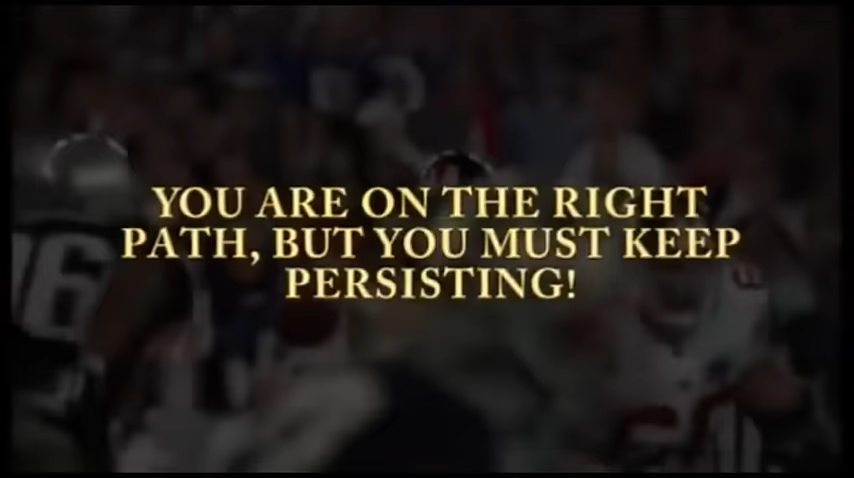 YOU ARE ON THE RIGHT
PATH, BUT YOU MUST KEEP
PERSISTING!